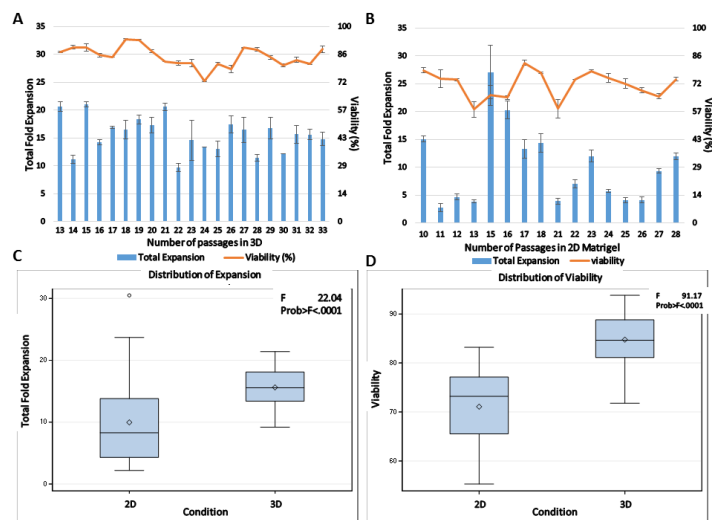 A
35
30
25
20
15
10
5
0
Total Fold Expansion
100
86
72
57
43
28
14
0
Viability (%)
13 14 15 16 17 18 19 20 21 22 23 24 25 26 27 28 29 30 31 32 33
Number of passages in 3D
Total Expansion Viability (%)
B
35
30
25
20
15
10
5
0
Total Fold Expansion
100
86
72
57
43
28
14
0
Viability (%)
10 11 12 13 15 16 17 18 21 22 23 24 25 26 27 28
Number of Passages in 2D Matrigel
Total Expansion viability
C
Distribution of Expansion
F 22.04
Prob>F<.0001
30
20
10
0
Total Fold Expansion
2D 3D
Condition
D
Distribution of Viability
F 91.17
Prob>F<.0001
90
80
70
60
Viability
2D 3D
Condition